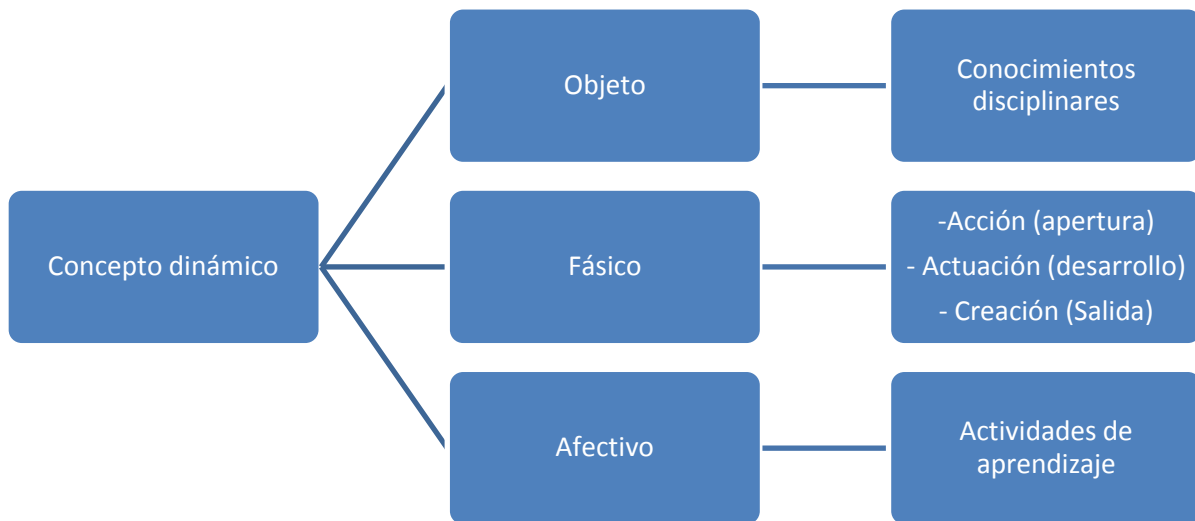 Concepto dinámico
Objeto
Conocimientos
disciplinares
Fásico
-Acción (apertura)
- Actuación (desarrollo)
- Creación (Salida)
Afectivo
Actividades de
aprendizaje